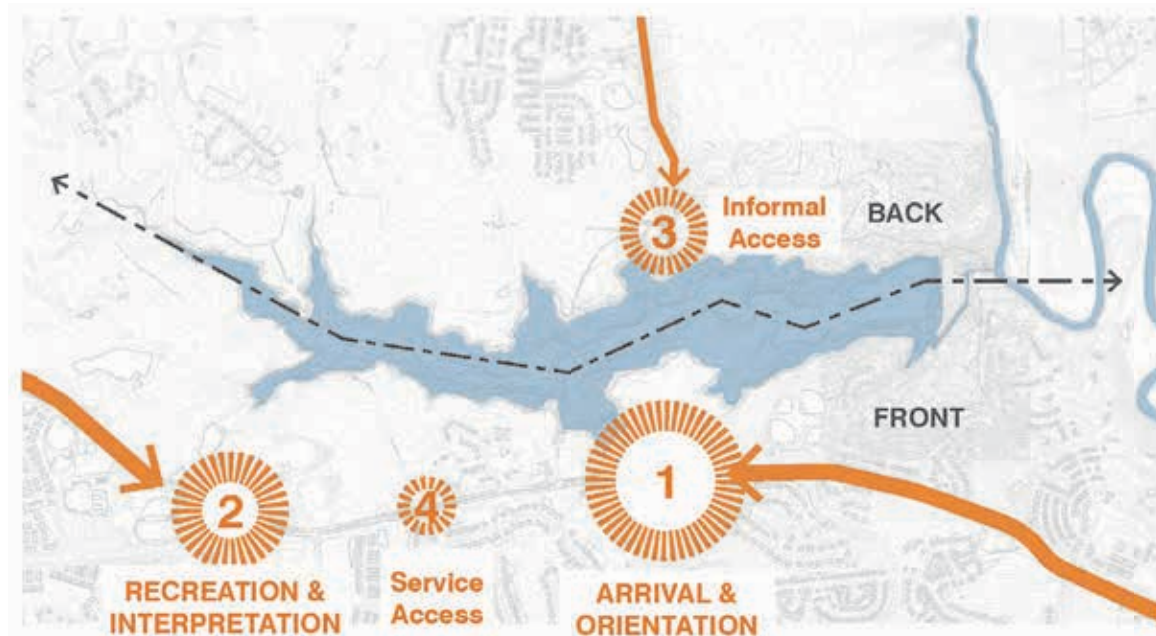 3
Informal
Access
BACK
FRONT
1
ARRIVAL &
ORIENTATION
2
RECREATION &
INTERPRETATION
4
Service
Access